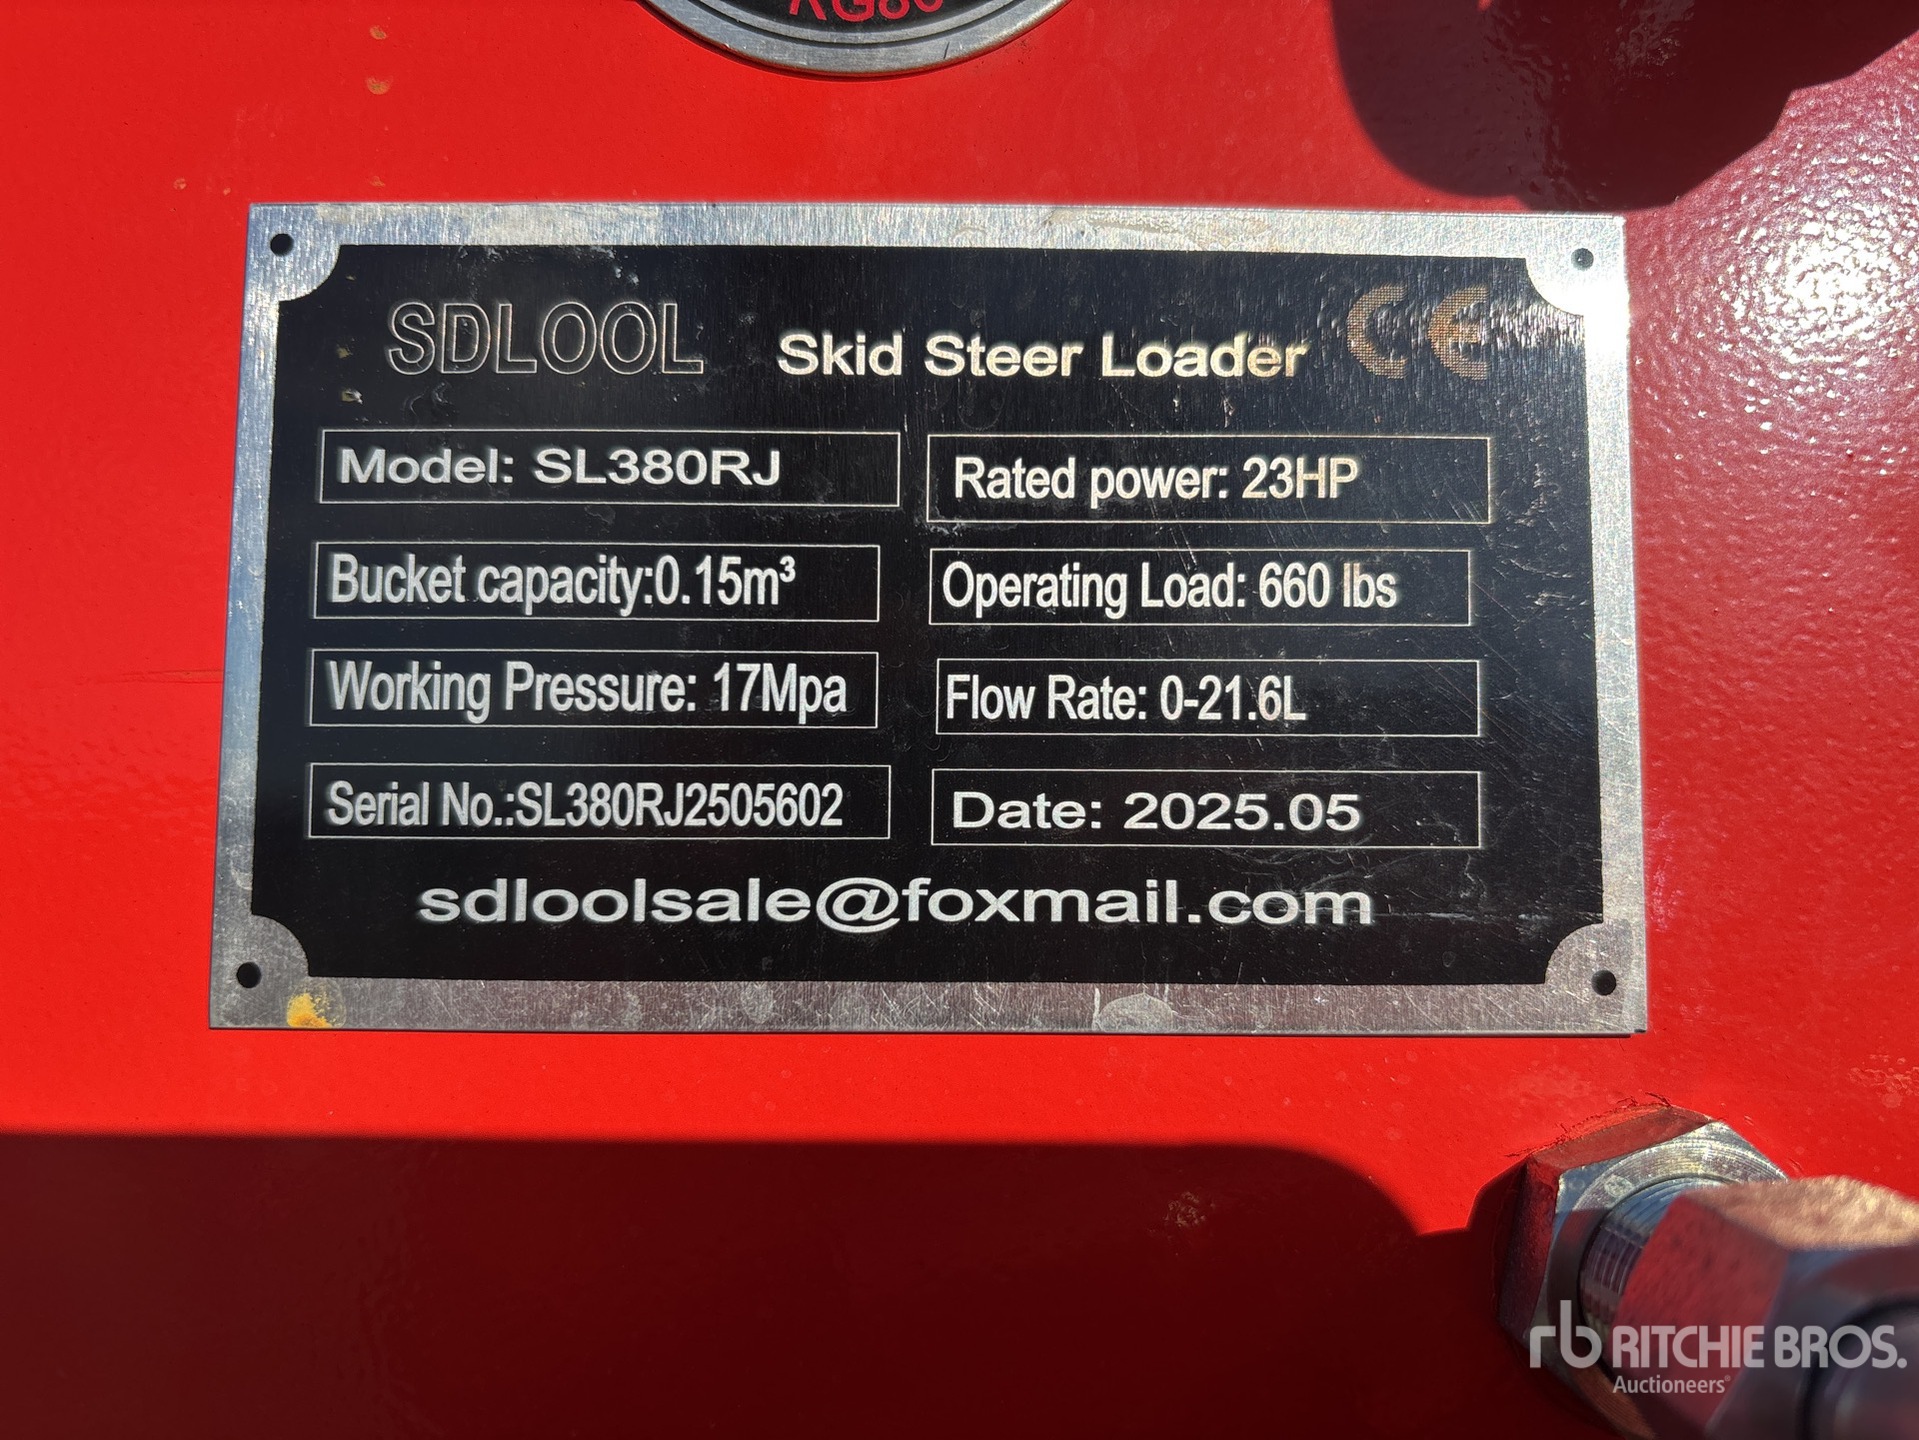 SDLOOL Skid Steer Loader CE
Model: SL380RJ
Rated power: 23HP
Bucket capacity:0.15m³
Operating Load: 660 lbs
Working Pressure: 17Mpa
Flow Rate: 0-21.6L
Serial No.:SL380RJ2505602
Date: 2025.05
sdloolsale@foxmail.com
rb RITCHIE BROS.
Auctioneers®